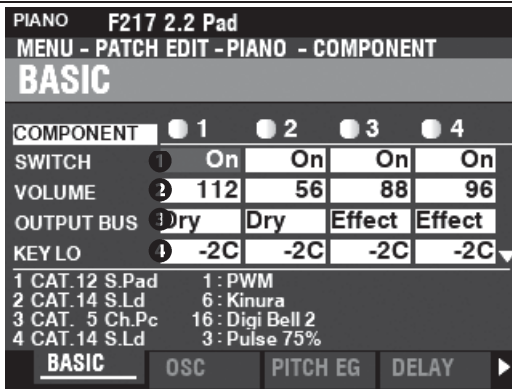 PIANO F217 2.2 Pad
MENU - PATCH EDIT - PIANO - COMPONENT
BASIC
COMPONENT 1 2 3 4
SWITCH 1 On On On On
VOLUME 2 112 56 88 96
OUTPUT BUS 3 Dry Dry Effect Effect
KEY LO 4 -2C -2C -2C -2C
1 CAT.12 S.Pad 1 : PWM
2 CAT.14 S.Ld 6 : Kinura
3 CAT. 5 Ch.Pc 16 : Digi Bell 2
4 CAT.14 S.Ld 3 : Pulse 75%
BASIC OSC PITCH EG DELAY